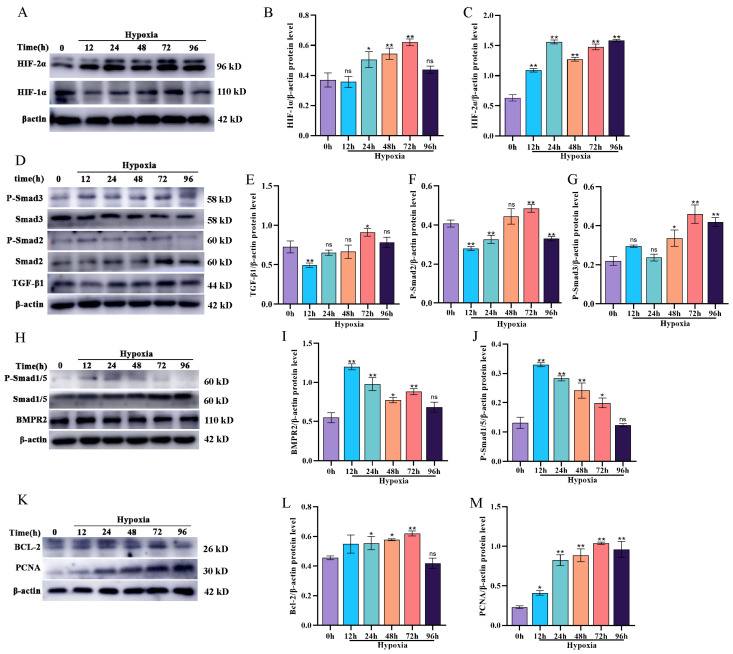 A
Hypoxia
Time(h) 0 12 24 48 72 96
HIF-2α 96 kD
HIF-1α 110 kD
βactin 42 kD
B
HIF-1α/β-actin protein level
0.8
0.6
0.4
0.2
0.0
ns * ** **
0h 12h 24h 48h 72h 96h
Hypoxia
C
HIF-2α/β-actin protein level
2.0
1.5
1.0
0.5
0.0
** ** ** ** **
0h 12h 24h 48h 72h 96h
Hypoxia
D
Hypoxia
time(h) 0 12 24 48 72 96
P-Smad3 58 kD
Smad3 58 kD
P-Smad2 60 kD
Smad2 60 kD
TGF-β1 44 kD
β-actin 42 kD
E
TGF-β1/β-actin protein level
1.5
1.0
0.5
0.0
** ns ns * ns
0h 12h 24h 48h 72h 96h
Hypoxia
F
P-Smad2/β-actin protein level
0.6
0.4
0.2
0.0
** ** ns ** **
0h 12h 24h 48h 72h 96h
Hypoxia
G
P-Smad3/β-actin protein level
0.6
0.4
0.2
0.0
ns ns * ** **
0h 12h 24h 48h 72h 96h
Hypoxia
H
Hypoxia
Time(h) 0 12 24 48 72 96
P-Smad1/5 60 kD
Smad1/5 60 kD
BMPR2 110 kD
β-actin 42 kD
I
BMPR2/β-actin protein level
1.5
1.0
0.5
0.0
** ** * ** ns
0h 12h 24h 48h 72h 96h
Hypoxia
J
P-Smad1/5/β-actin protein level
0.4
0.3
0.2
0.1
0.0
** ** ** * ns
0h 12h 24h 48h 72h 96h
Hypoxia
K
Hypoxia
Time(h) 0 12 24 48 72 96
BCL-2 26 kD
PCNA 30 kD
β-actin 42 kD
L
Bcl-2/β-actin protein level
0.8
0.6
0.4
0.2
0.0
* * ** ns
0h 12h 24h 48h 72h 96h
Hypoxia
M
PCNA/β-actin protein level
1.5
1.0
0.5
0.0
* ** ** ** **
0h 12h 24h 48h 72h 96h
Hypoxia